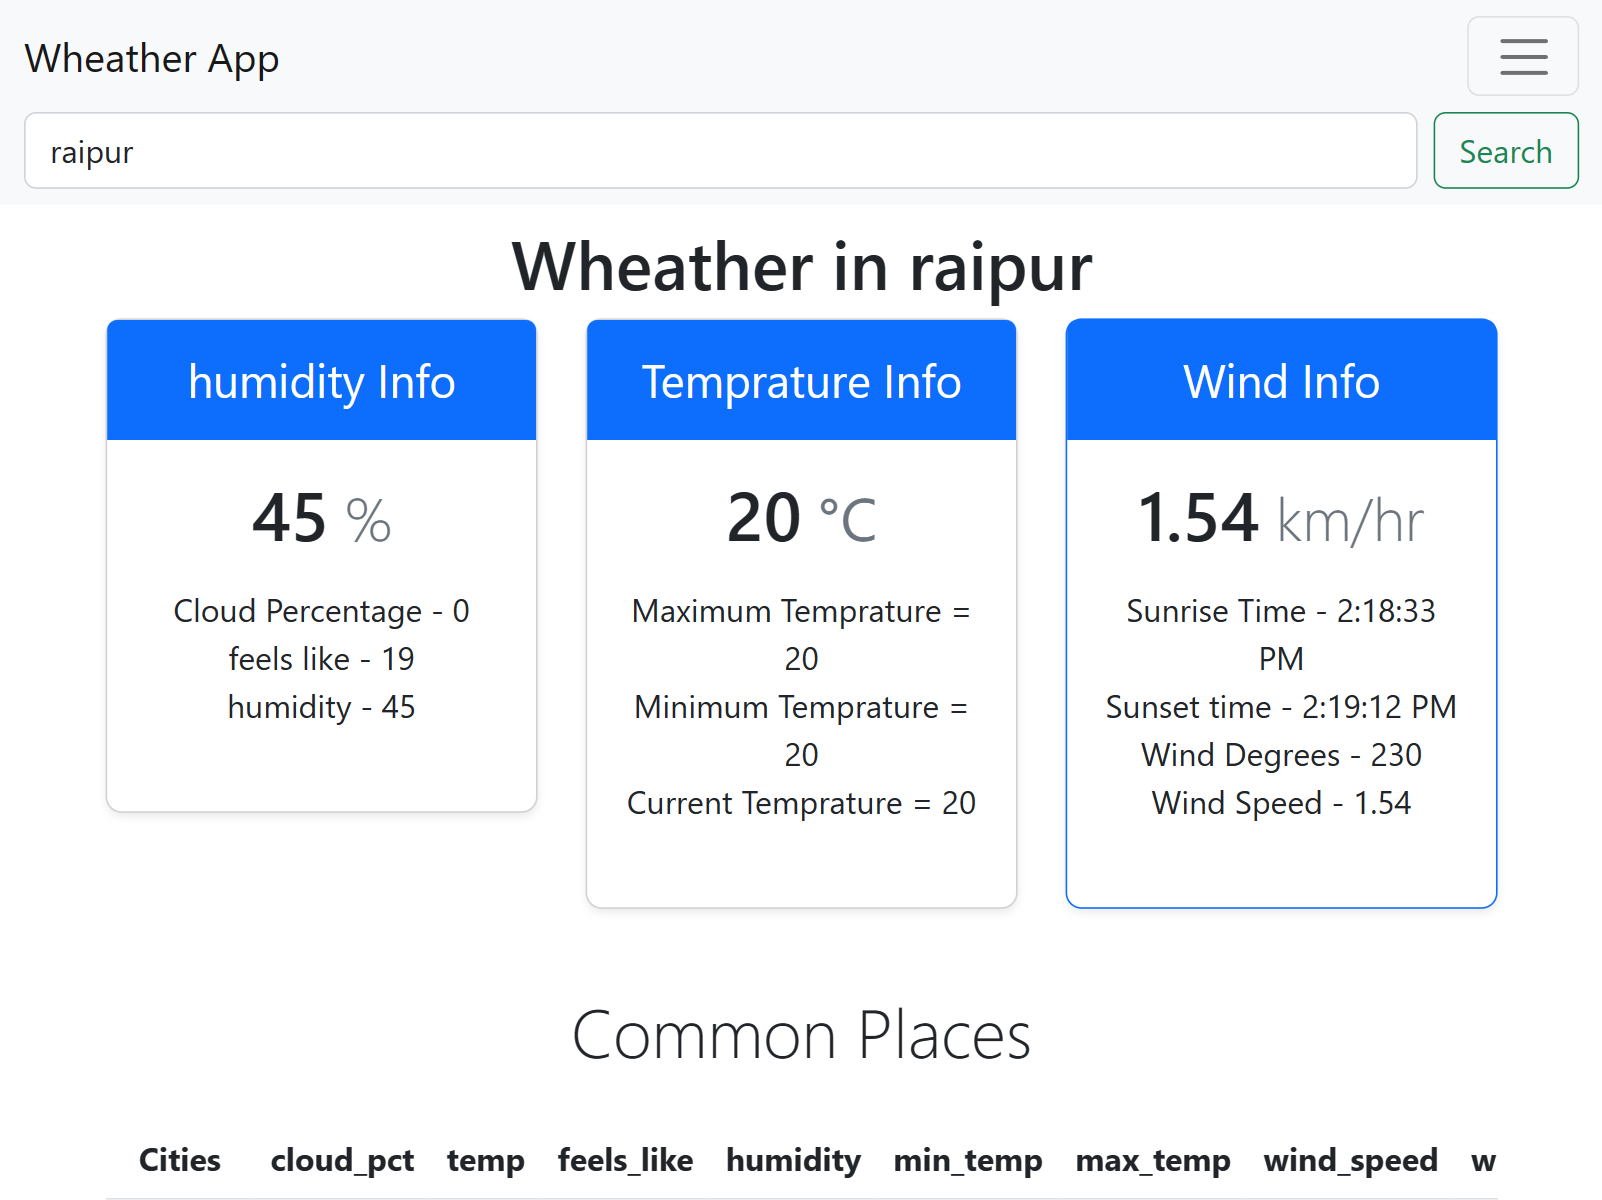 Wheather App
raipur
Search
Wheather in raipur
humidity Info
45 %
Cloud Percentage - 0
feels like - 19
humidity - 45
Temprature Info
20 °C
Maximum Temprature =
20
Minimum Temprature =
20
Current Temprature = 20
Wind Info
1.54 km/hr
Sunrise Time - 2:18:33
PM
Sunset time - 2:19:12 PM
Wind Degrees - 230
Wind Speed - 1.54
Common Places
Cities cloud_pct temp feels_like humidity min_temp max_temp wind_speed w